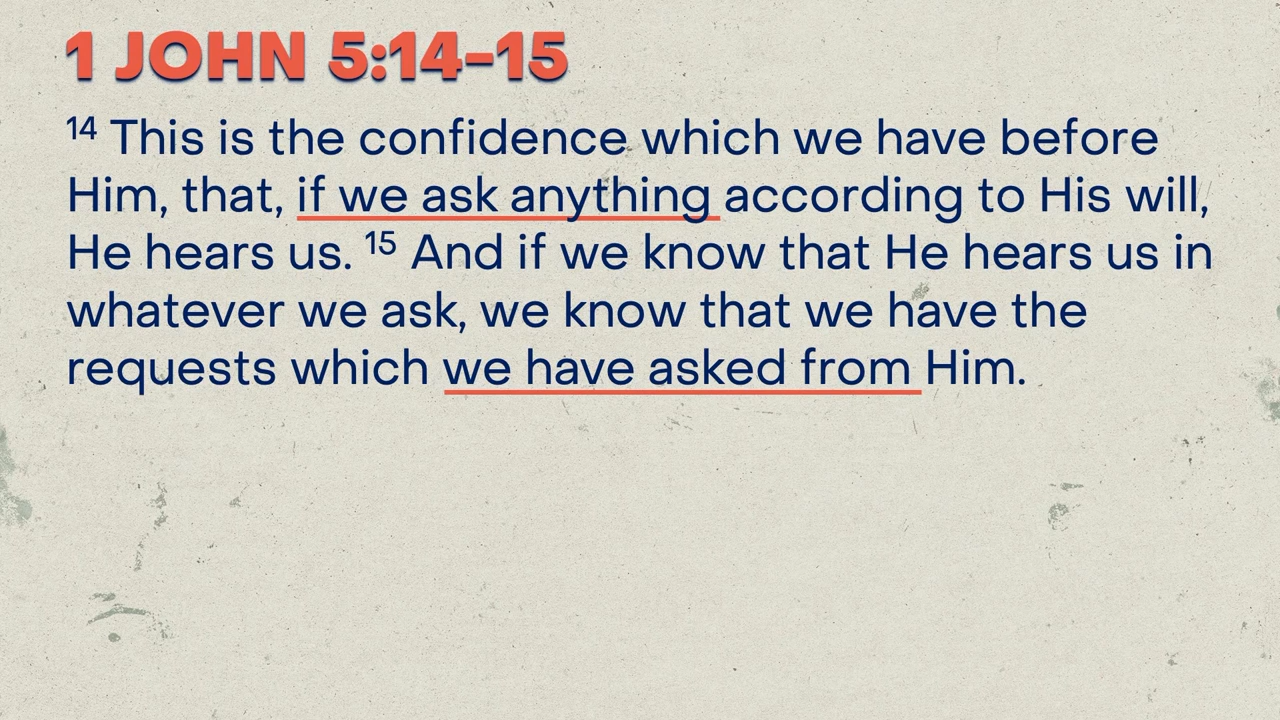 1 JOHN 5:14-15
14 This is the confidence which we have before
Him, that, if we ask anything according to His will,
He hears us. 15 And if we know that He hears us in
whatever we ask, we know that we have the
requests which we have asked from Him.